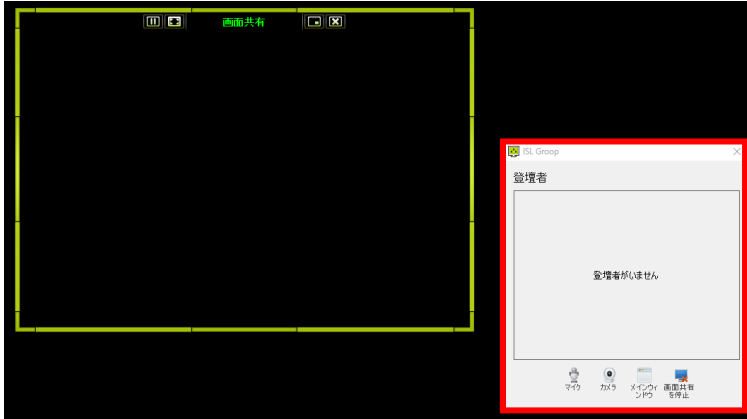 画面共有
ISL Groop
登壇者
登壇者がいません
マイク
カメラ
メインウィ
ンドウ
画面共有
を停止